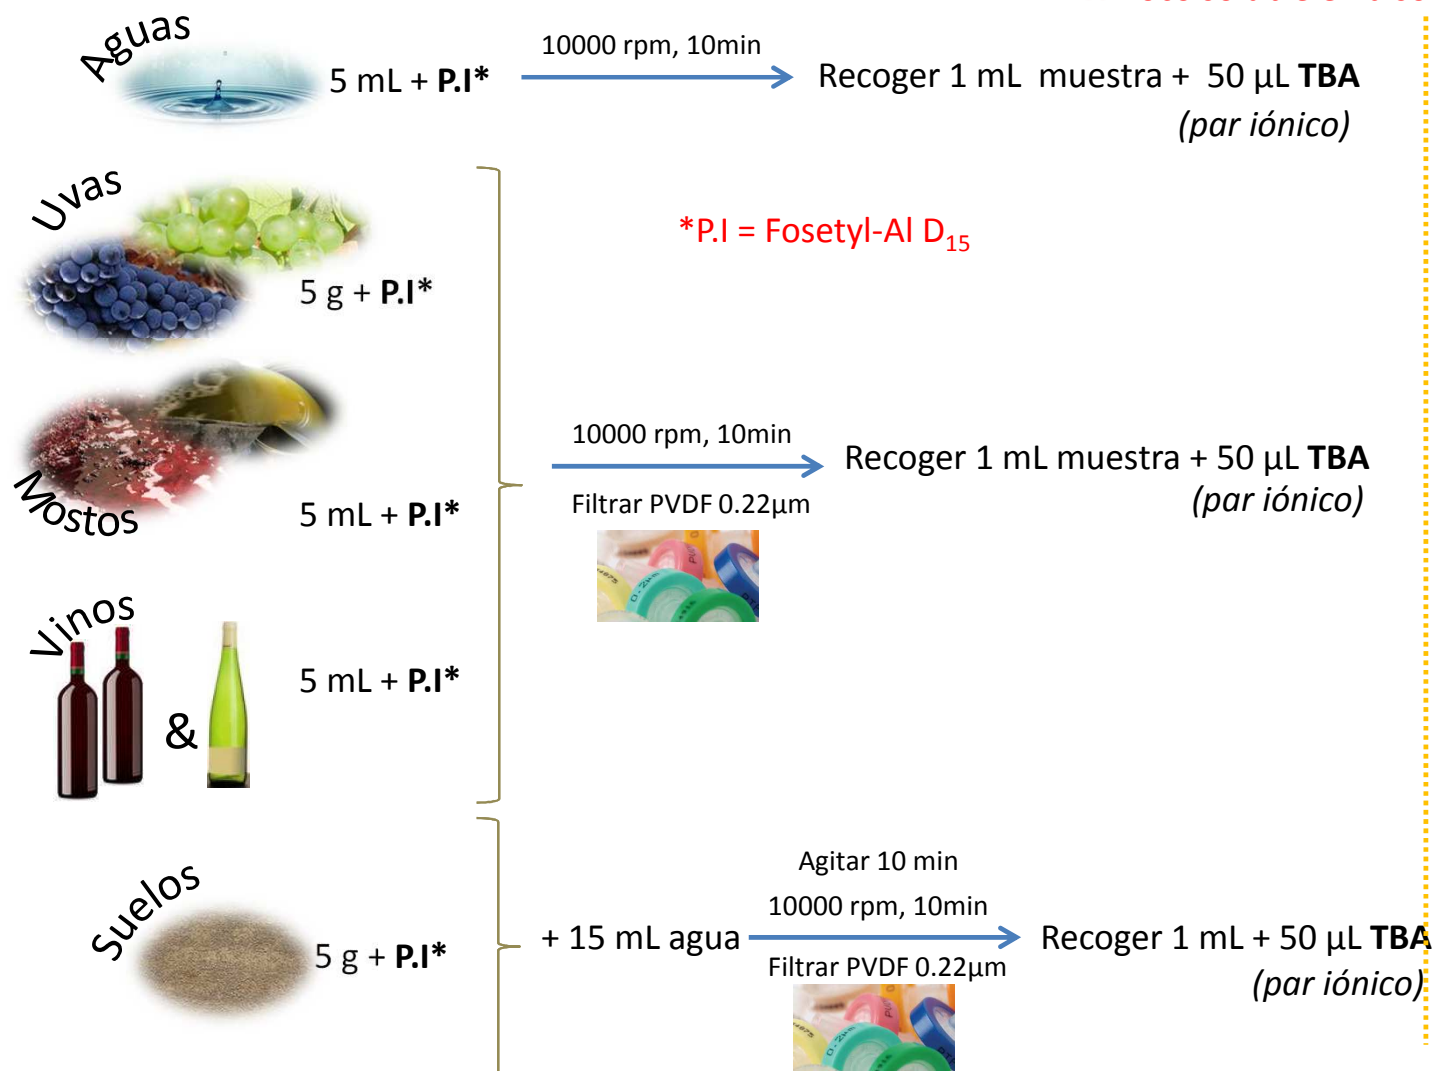 Aguas
5 mL + P.I*
10000 rpm, 10min
Recoger 1 mL muestra + 50 µL TBA
(par iónico)
Uvas
5 g + P.I*
*P.I = Fosetyl-Al D15
Mostos
5 mL + P.I*
10000 rpm, 10min
Filtrar PVDF 0.22µm
Recoger 1 mL muestra + 50 µL TBA
(par iónico)
Vinos
&
5 mL + P.I*
Suelos
5 g + P.I*
+ 15 mL agua
Agitar 10 min
10000 rpm, 10min
Filtrar PVDF 0.22µm
Recoger 1 mL + 50 µL TBA
(par iónico)